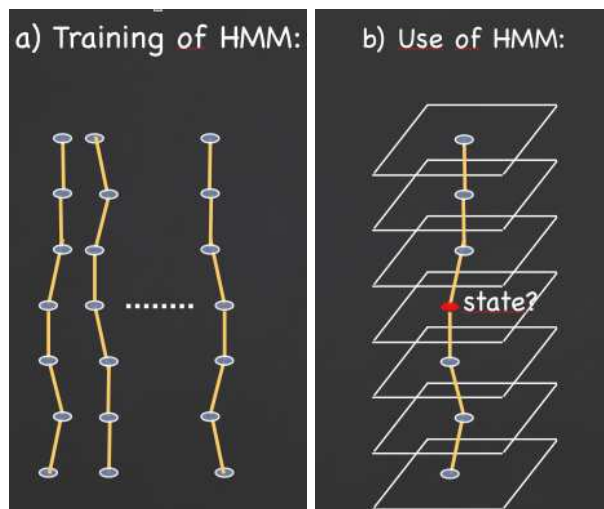 a) Training of HMM:
b) Use of HMM:
state?